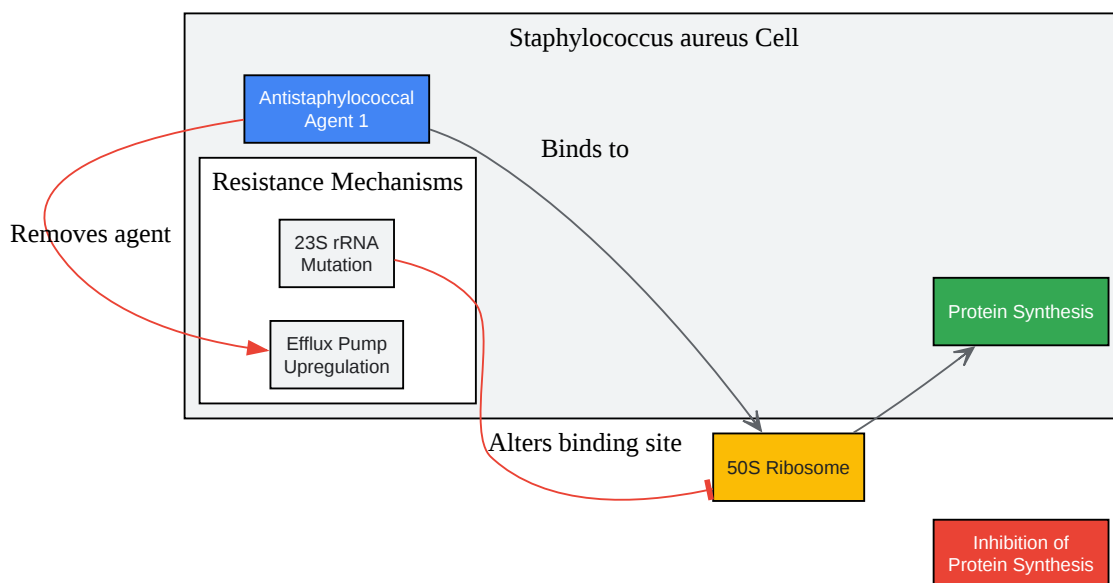 Staphylococcus aureus Cell
Antistaphylococcal
Agent 1
Binds to
Resistance Mechanisms
Removes agent
23S rRNA
Mutation
Protein Synthesis
Efflux Pump
Upregulation
Alters binding site
50S Ribosome
Inhibition of
Protein Synthesis